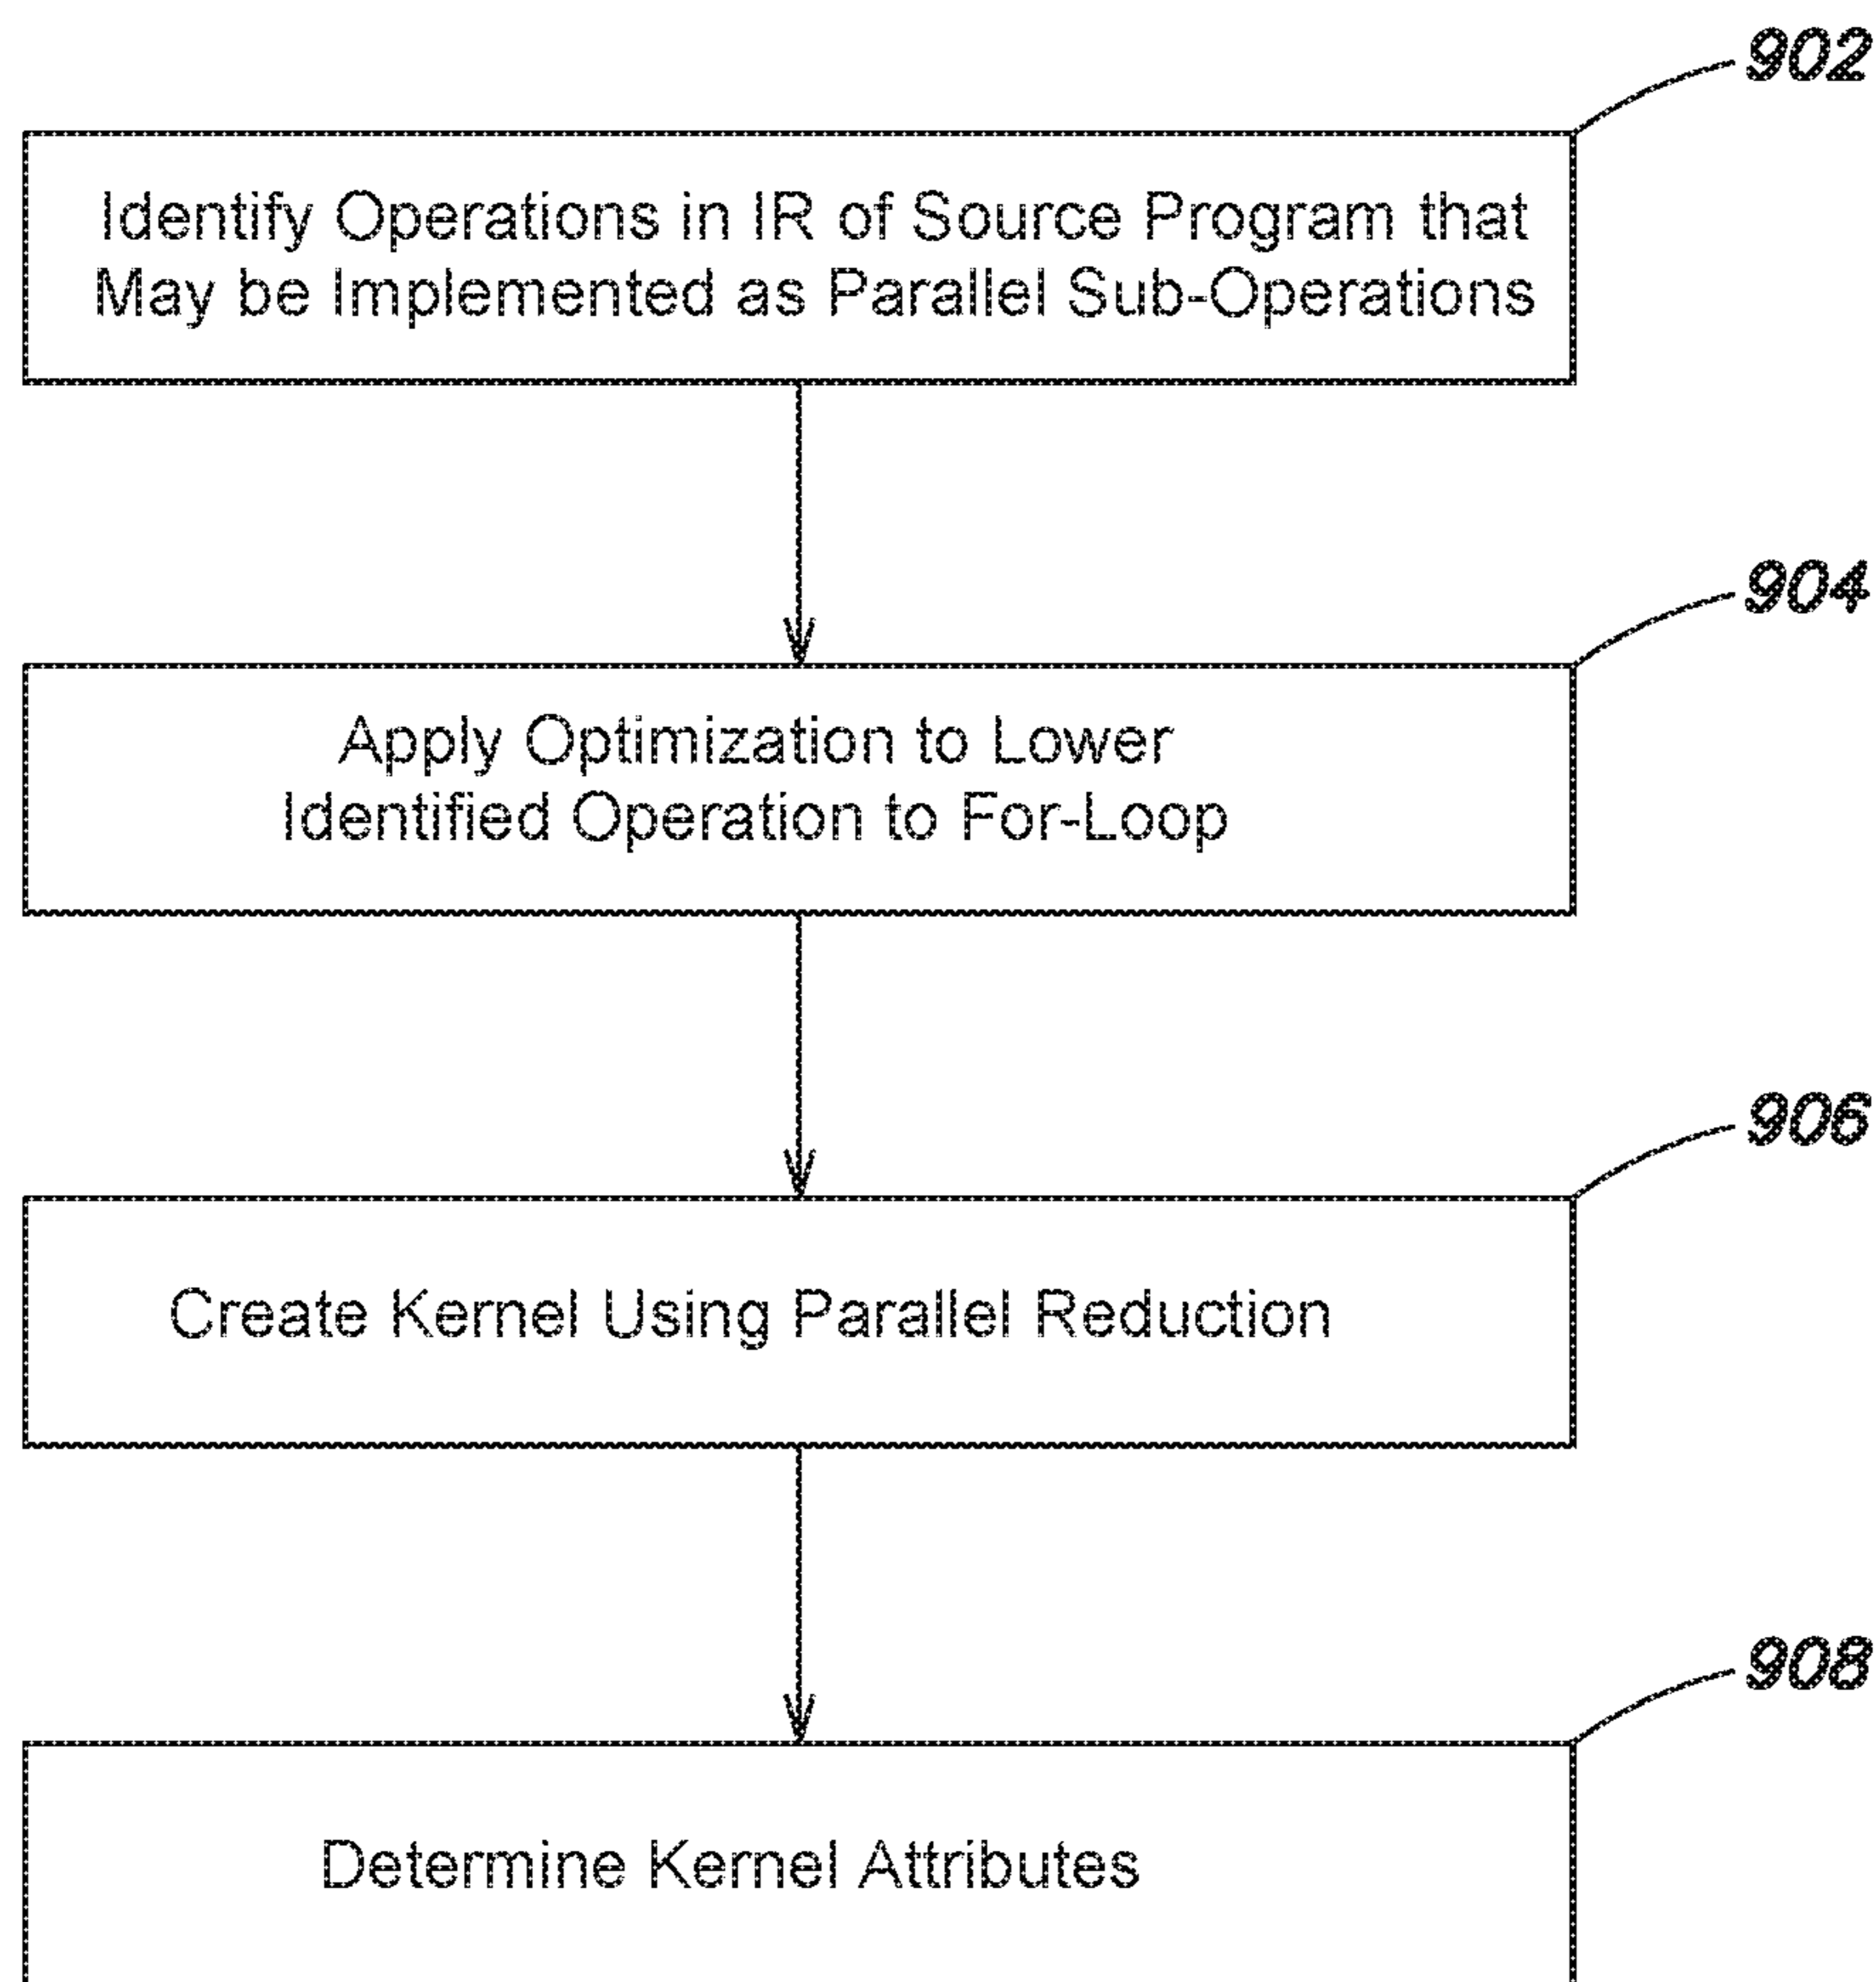 902
Identify Operations in IR of Source Program that
May be Implemented as Parallel Sub-Operations
904
Apply Optimization to Lower
Identified Operation to For-Loop
906
Create Kernel Using Parallel Reduction
908
Determine Kernel Attributes